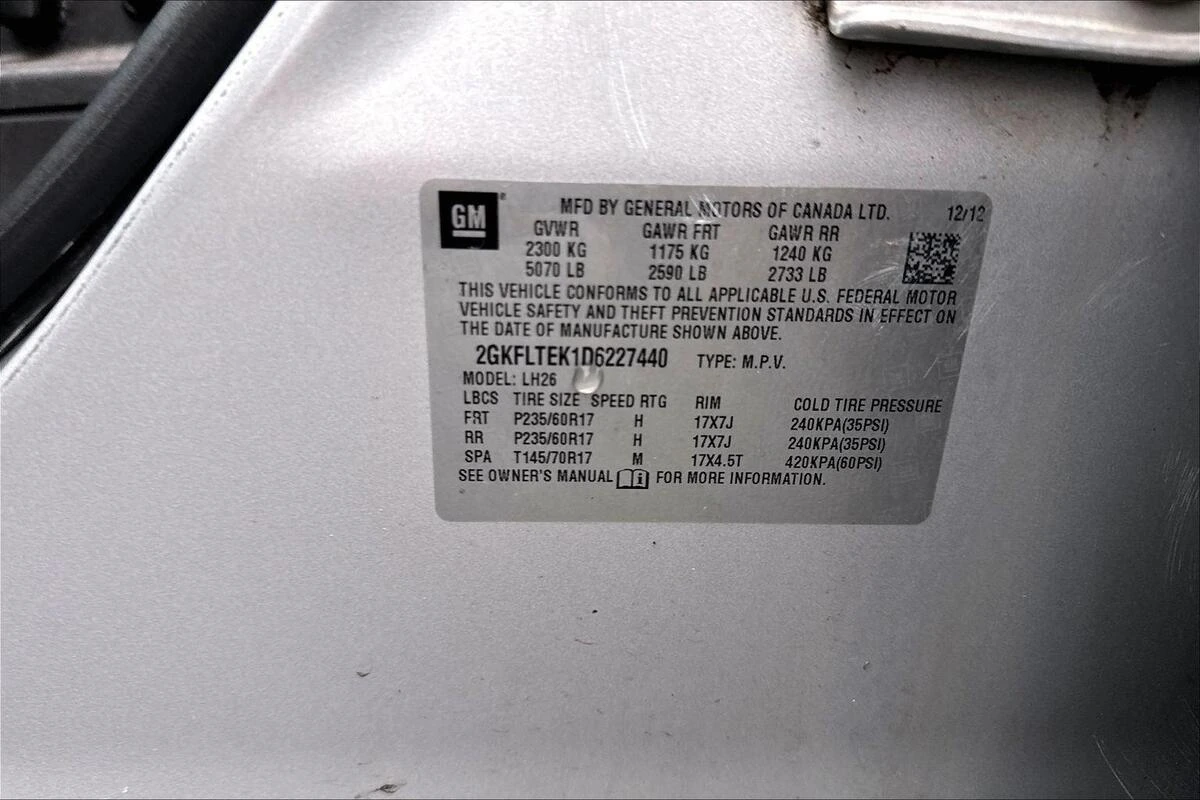 GM ® MFD BY GENERAL MOTORS OF CANADA LTD. 12/12
GVWR GAWR FRT GAWR RR
2300 KG 1175 KG 1240 KG
5070 LB 2590 LB 2733 LB
THIS VEHICLE CONFORMS TO ALL APPLICABLE U.S. FEDERAL MOTOR
VEHICLE SAFETY AND THEFT PREVENTION STANDARDS IN EFFECT ON
THE DATE OF MANUFACTURE SHOWN ABOVE.
2GKFLTEK1D6227440 TYPE: M.P.V.
MODEL: LH26
LBCS TIRE SIZE SPEED RTG RIM COLD TIRE PRESSURE
FRT P235/60R17 H 17X7J 240KPA(35PSI)
RR P235/60R17 H 17X7J 240KPA(35PSI)
SPA T145/70R17 M 17X4.5T 420KPA(60PSI)
SEE OWNER'S MANUAL i FOR MORE INFORMATION.